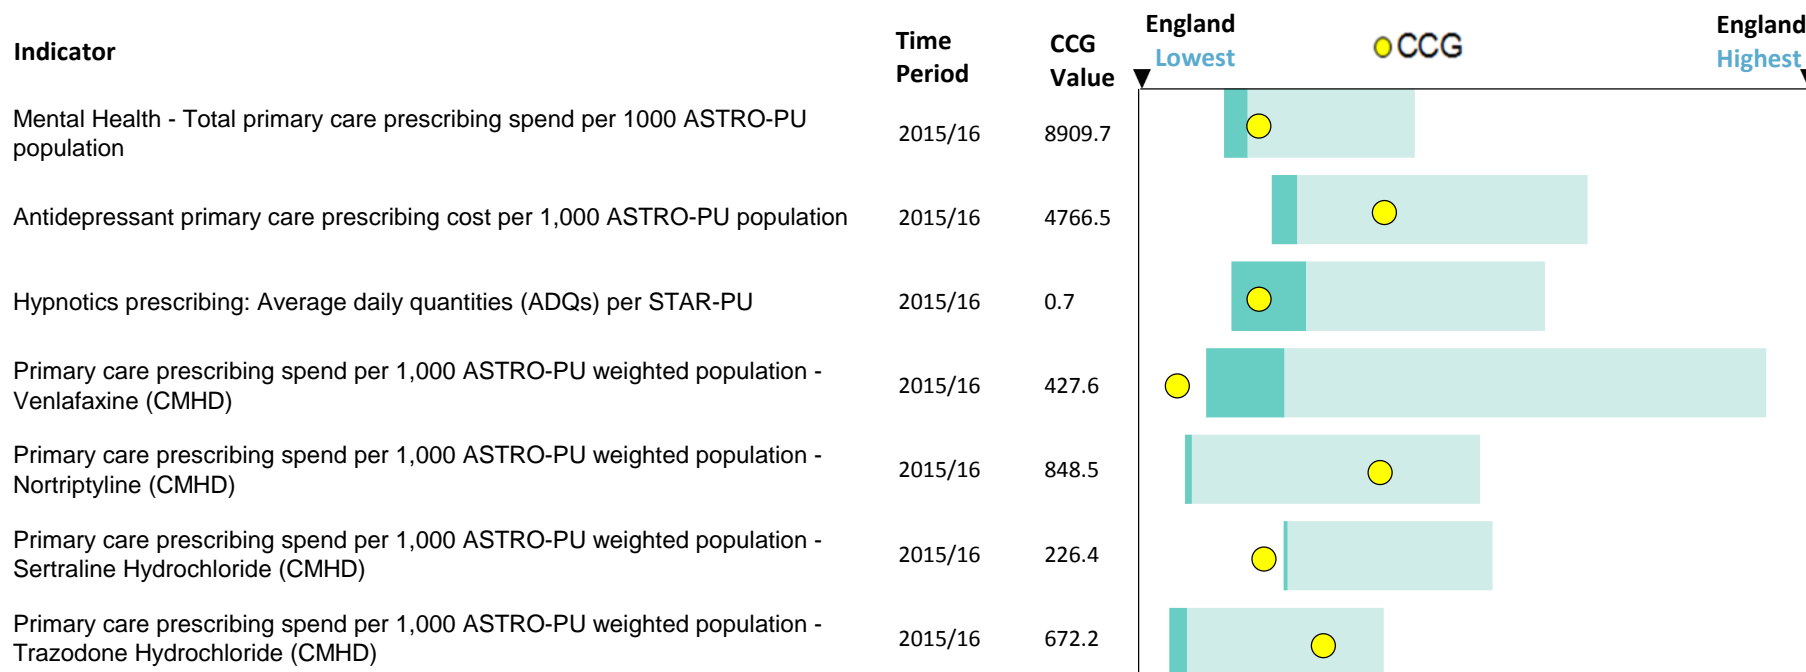 Indicator
Time
Period
CCG
Value
England
Lowest
CCG
England
Highest
Mental Health - Total primary care prescribing spend per 1000 ASTRO-PU
population
2015/16
8909.7
Antidepressant primary care prescribing cost per 1,000 ASTRO-PU population
2015/16
4766.5
Hypnotics prescribing: Average daily quantities (ADQs) per STAR-PU
2015/16
0.7
Primary care prescribing spend per 1,000 ASTRO-PU weighted population -
Venlafaxine (CMHD)
2015/16
427.6
Primary care prescribing spend per 1,000 ASTRO-PU weighted population -
Nortriptyline (CMHD)
2015/16
848.5
Primary care prescribing spend per 1,000 ASTRO-PU weighted population -
Sertraline Hydrochloride (CMHD)
2015/16
226.4
Primary care prescribing spend per 1,000 ASTRO-PU weighted population -
Trazodone Hydrochloride (CMHD)
2015/16
672.2